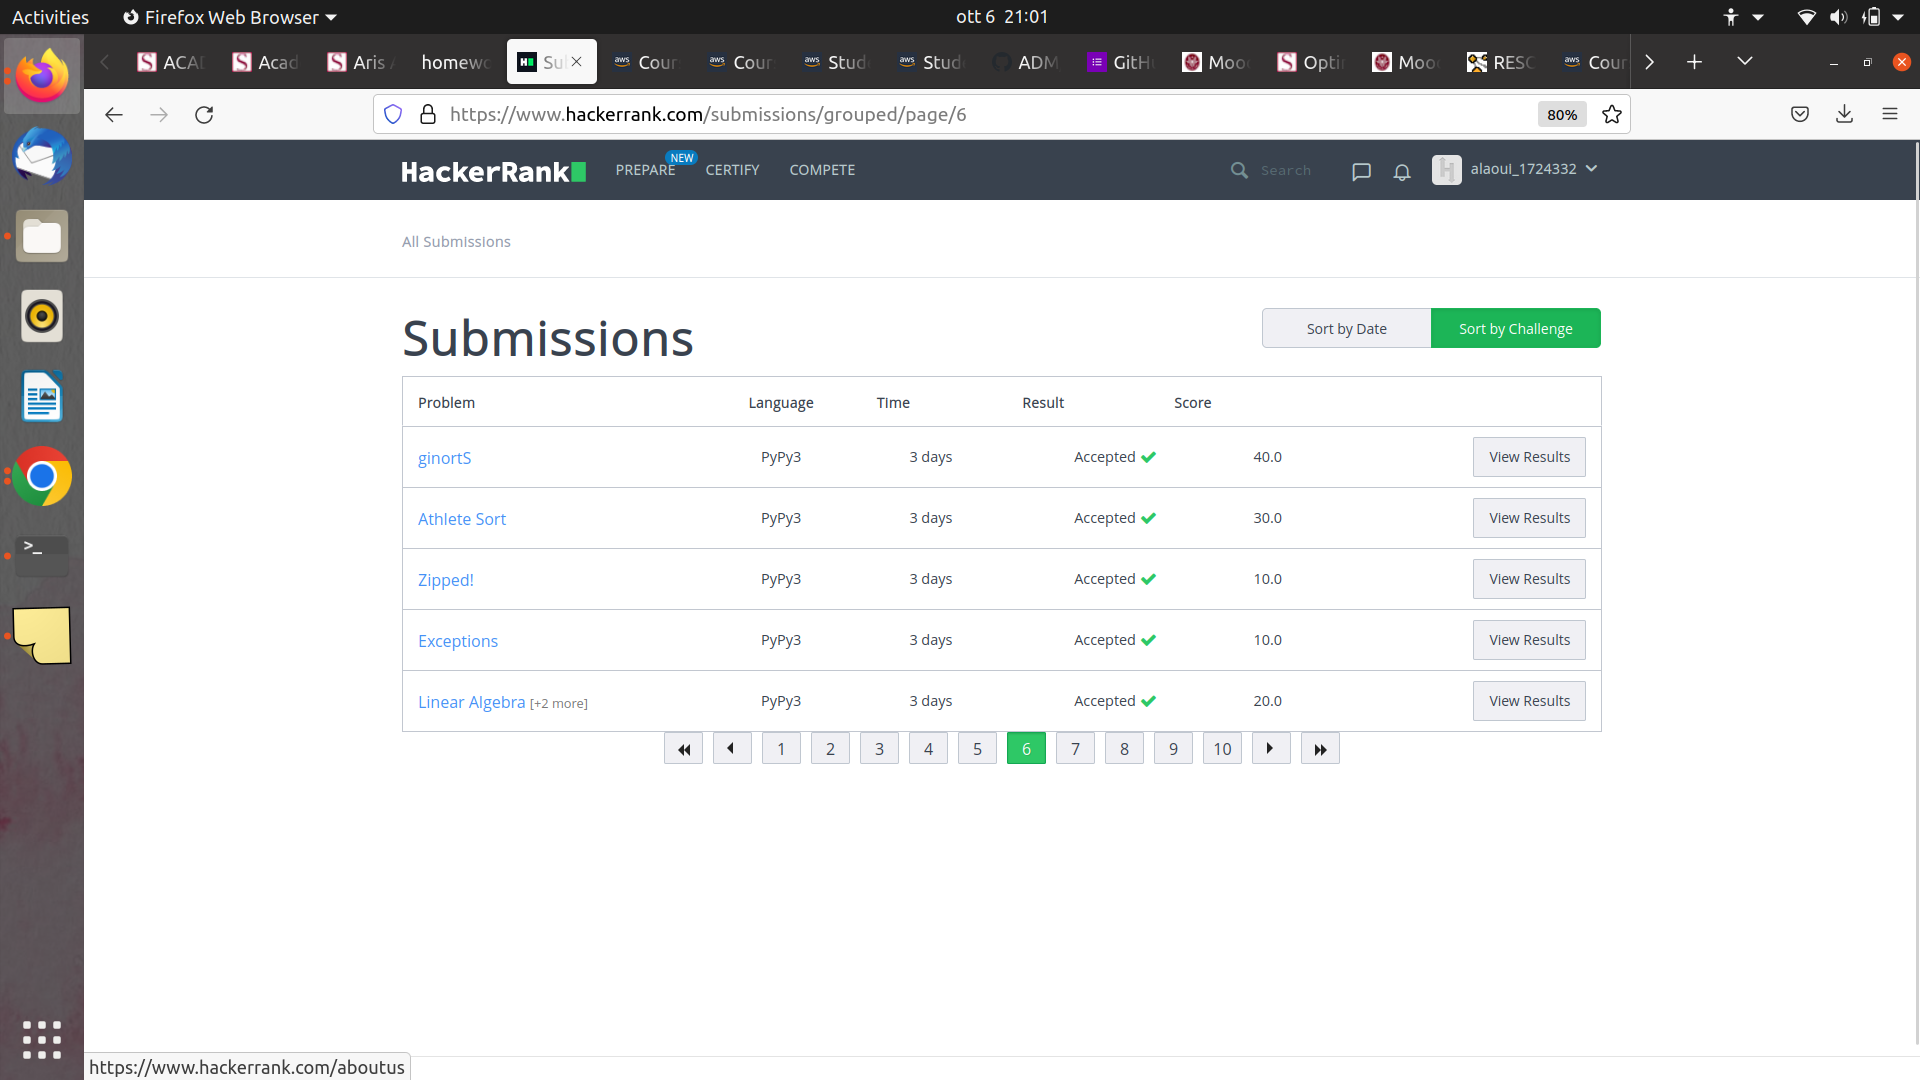 Activities Firefox Web Browser ott 6 21:01
ACAD Acad Aris A homewo Su Cour Cour Stud Stud ADM GitHu Mood Opti Mood RESC Cour
https://www.hackerrank.com/submissions/grouped/page/6 80%
HackerRank PREPARE NEW CERTIFY COMPETE Search alaoui_1724332
All Submissions
Submissions
Sort by Date Sort by Challenge
Problem Language Time Result Score
ginortS PyPy3 3 days Accepted 40.0 View Results
Athlete Sort PyPy3 3 days Accepted 30.0 View Results
Zipped! PyPy3 3 days Accepted 10.0 View Results
Exceptions PyPy3 3 days Accepted 10.0 View Results
Linear Algebra [+2 more] PyPy3 3 days Accepted 20.0 View Results
1 2 3 4 5 6 7 8 9 10
https://www.hackerrank.com/aboutus